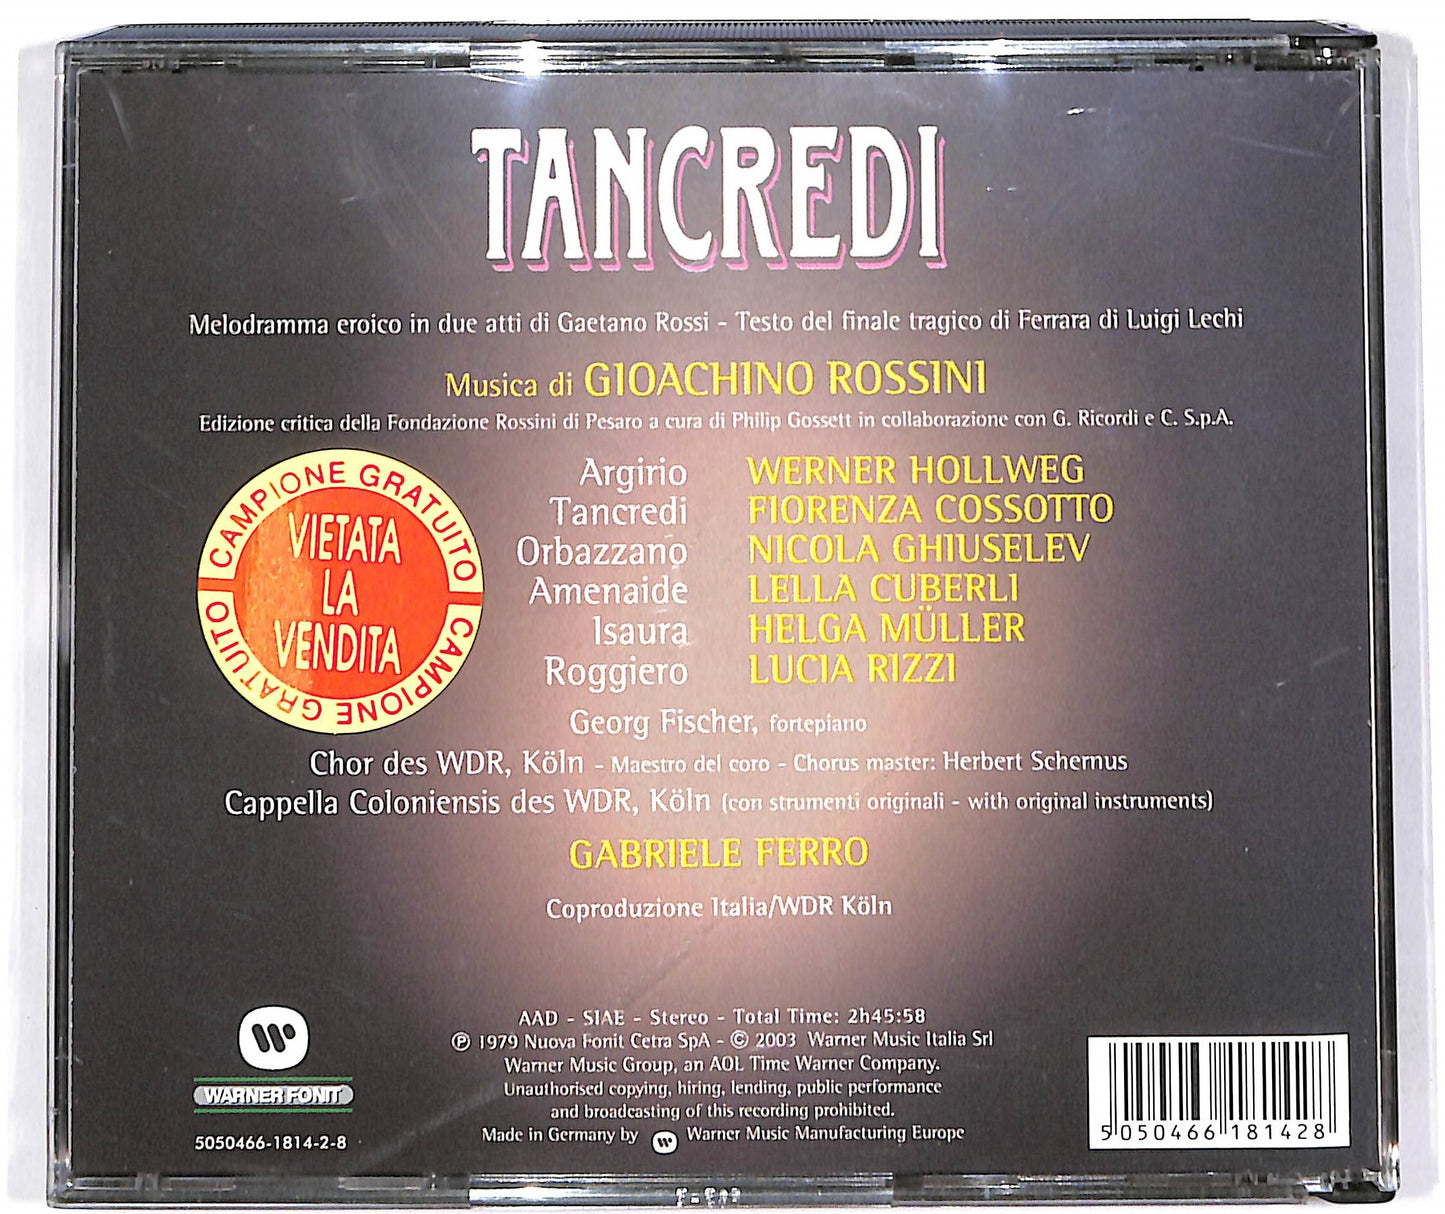 TANCREDI
Melodramma eroico in due atti di Gaetano Rossi - Testo del finale tragico di Ferrara di Luigi Lechi
Musica di GIOACHINO ROSSINI
Edizione critica della Fondazione Rossini di Pesaro a cura di Philip Gossett in collaborazione con G. Ricordi e C. S.p.A.
Argirio WERNER HOLLWEG
Tancredi FIORENZA COSSOTTO
Orbazzano NICOLA GHIUSELEV
Amenaide LELLA CUBERLI
Isaura HELGA MÜLLER
Roggiero LUCIA RIZZI
CAMPIONE GRATUITO
CAMPIONE GRATUITO
VIETATA
LA
VENDITA
Georg Fischer, fortepiano
Chor des WDR, Köln - Maestro del coro - Chorus master: Herbert Schernus
Cappella Coloniensis des WDR, Köln (con strumenti originali - with original instruments)
GABRIELE FERRO
Coproduzione Italia/WDR Köln
AAD - SIAE - Stereo - Total Time: 2h45:58
℗ 1979 Nuova Fonit Cetra SpA - © 2003 Warner Music Italia Srl
Warner Music Group, an AOL Time Warner Company.
Unauthorised copying, hiring, lending, public performance
and broadcasting of this recording prohibited.
Made in Germany by Warner Music Manufacturing Europe
WARNER FONIT
5050466-1814-2-8
5 050466 181428